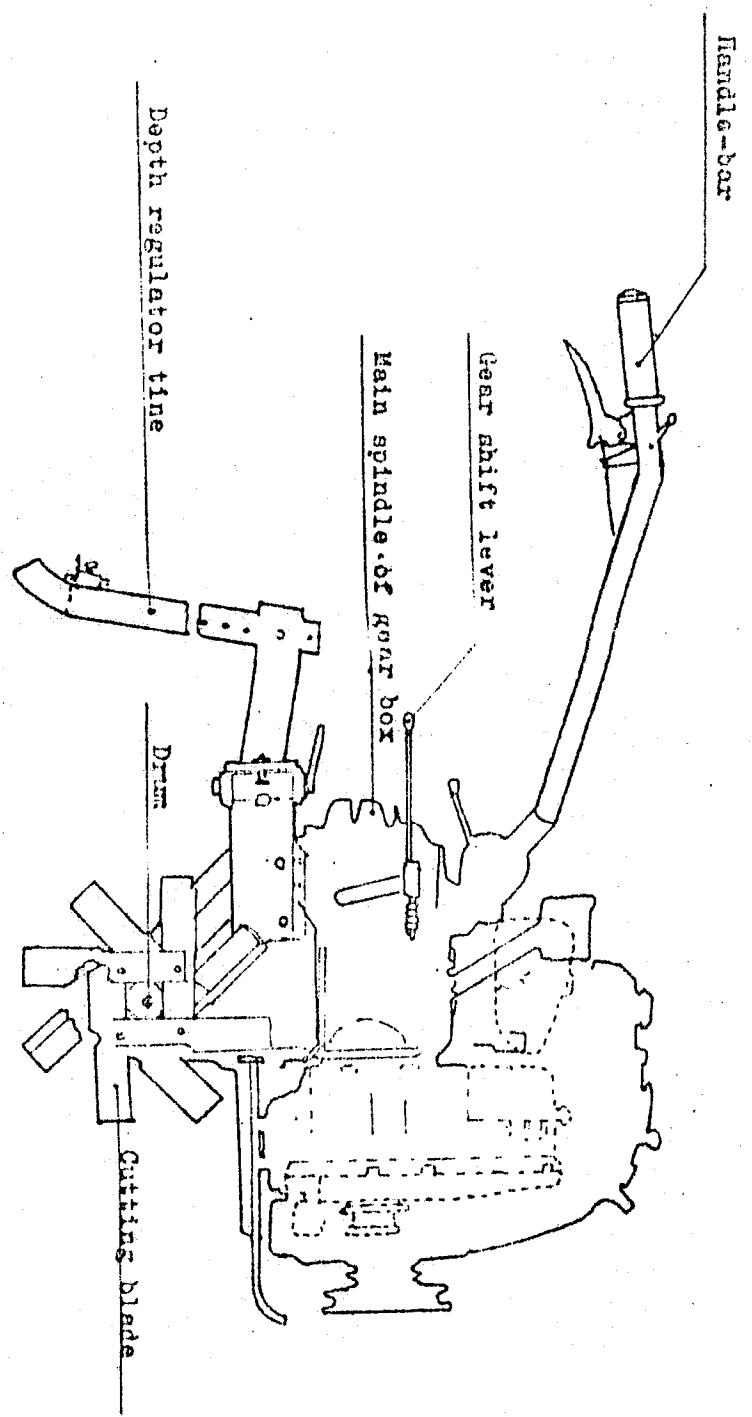 Handle-bar
Gear shift lever
Main spindle of gear box
Depth regulator tine
Drum
Cutting blade